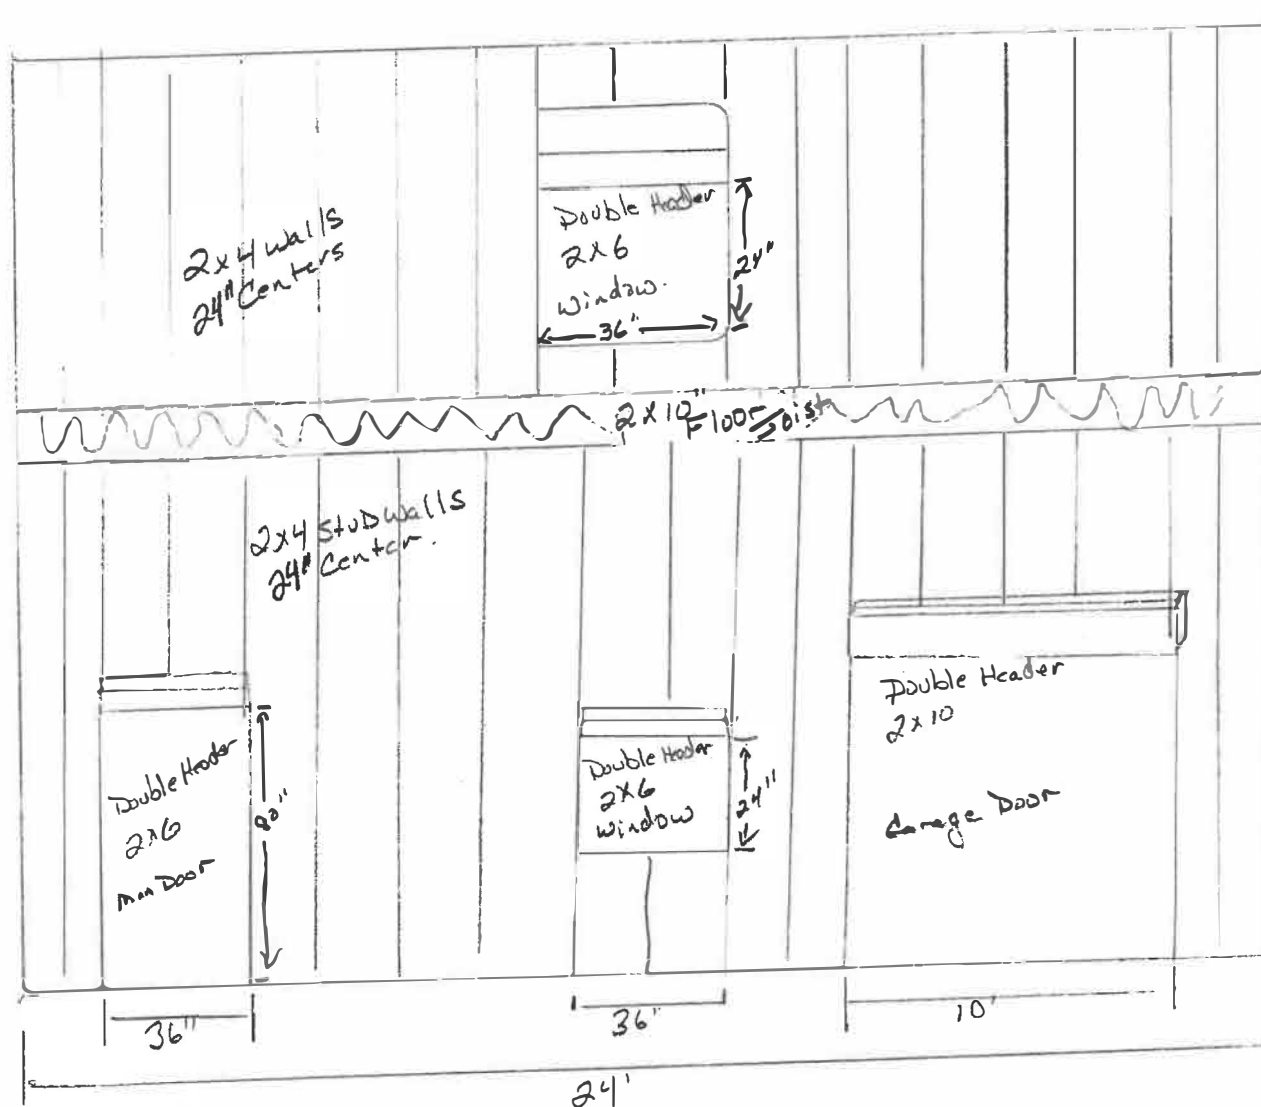 Double Header
2x6
window.
24"
36"
2x4 walls
24" Centers
2x10" Floor Joist
2x4 Stud walls
24" Center.
Double Header
2x6
Man Door
80"
Double Header
2x6
window
24"
Double Header
2x10
Garage Door
36"
36"
10'
24'